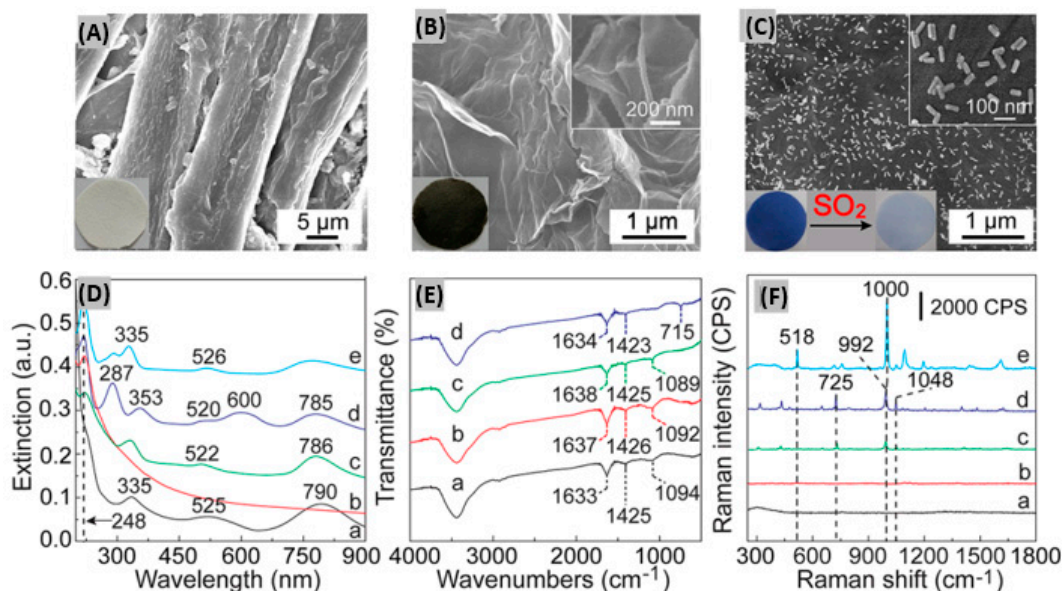 (A)
5 µm
(B)
200 nm
1 µm
(C)
100 nm
SO2
1 µm
(D)
Extinction (a.u.)
0.6
0.5
0.4
0.3
0.2
0.1
0.0
335
526
e
287
353
520
600
785
d
522
786
c
335
525
790
b
248
a
300
450
600
750
900
Wavelength (nm)
(E)
Transmittance (%)
d
1634
1423
715
c
1638
1425
1089
b
1637
1426
1092
a
1633
1425
1094
4000
3000
2000
1000
Wavenumbers (cm−1)
(F)
Raman intensity (CPS)
1000
2000 CPS
518
992
e
725
1048
d
c
b
a
300
600
900
1200
1500
1800
Raman shift (cm−1)